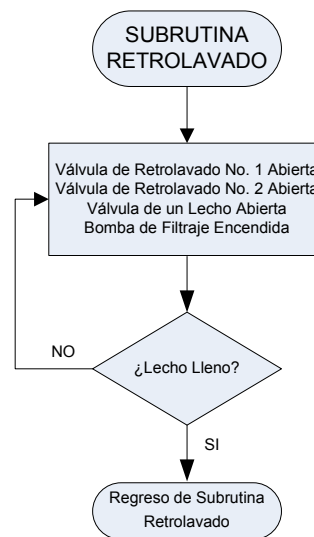 SUBRUTINA
RETROLAVADO
Válvula de Retrolavado No. 1 Abierta
Válvula de Retrolavado No. 2 Abierta
Válvula de un Lecho Abierta
Bomba de Filtraje Encendida
NO
¿Lecho Lleno?
SI
Regreso de Subrutina
Retrolavado